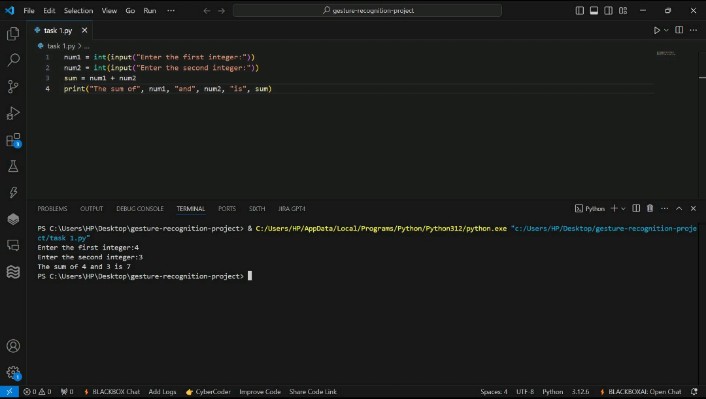 File Edit Selection View Go Run ···
gesture-recognition-project
task 1.py ×
task 1.py > ...
1 num1 = int(input("Enter the first integer:"))
2 num2 = int(input("Enter the second integer:"))
3 sum = num1 + num2
4 print("The sum of", num1, "and", num2, "is", sum)
PROBLEMS OUTPUT DEBUG CONSOLE TERMINAL PORTS SIXTH JIRA GPT4
Python
PS C:\Users\HP\Desktop\gesture-recognition-project> & C:/Users/HP/AppData/Local/Programs/Python/Python312/python.exe "c:/Users/HP/Desktop/gesture-recognition-proje
ct/task 1.py"
Enter the first integer:4
Enter the second integer:3
The sum of 4 and 3 is 7
PS C:\Users\HP\Desktop\gesture-recognition-project>
0 0 0 BLACKBOX Chat Add Logs CyberCoder Improve Code Share Code Link Spaces: 4 UTF-8 Python 3.12.6 BLACKBOXAI: Open Chat